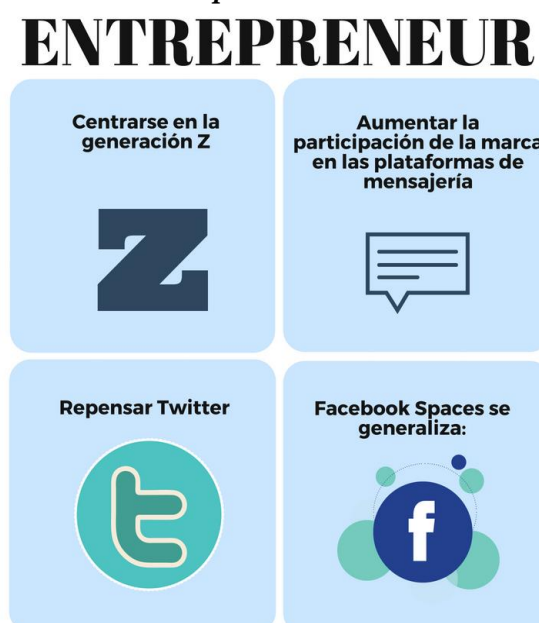 ENTREPRENEUR
Centrarse en la
generación Z
Aumentar la
participación de la marca
en las plataformas de
mensajería
Z
Repensar Twitter
Facebook Spaces se
generaliza:
t
f